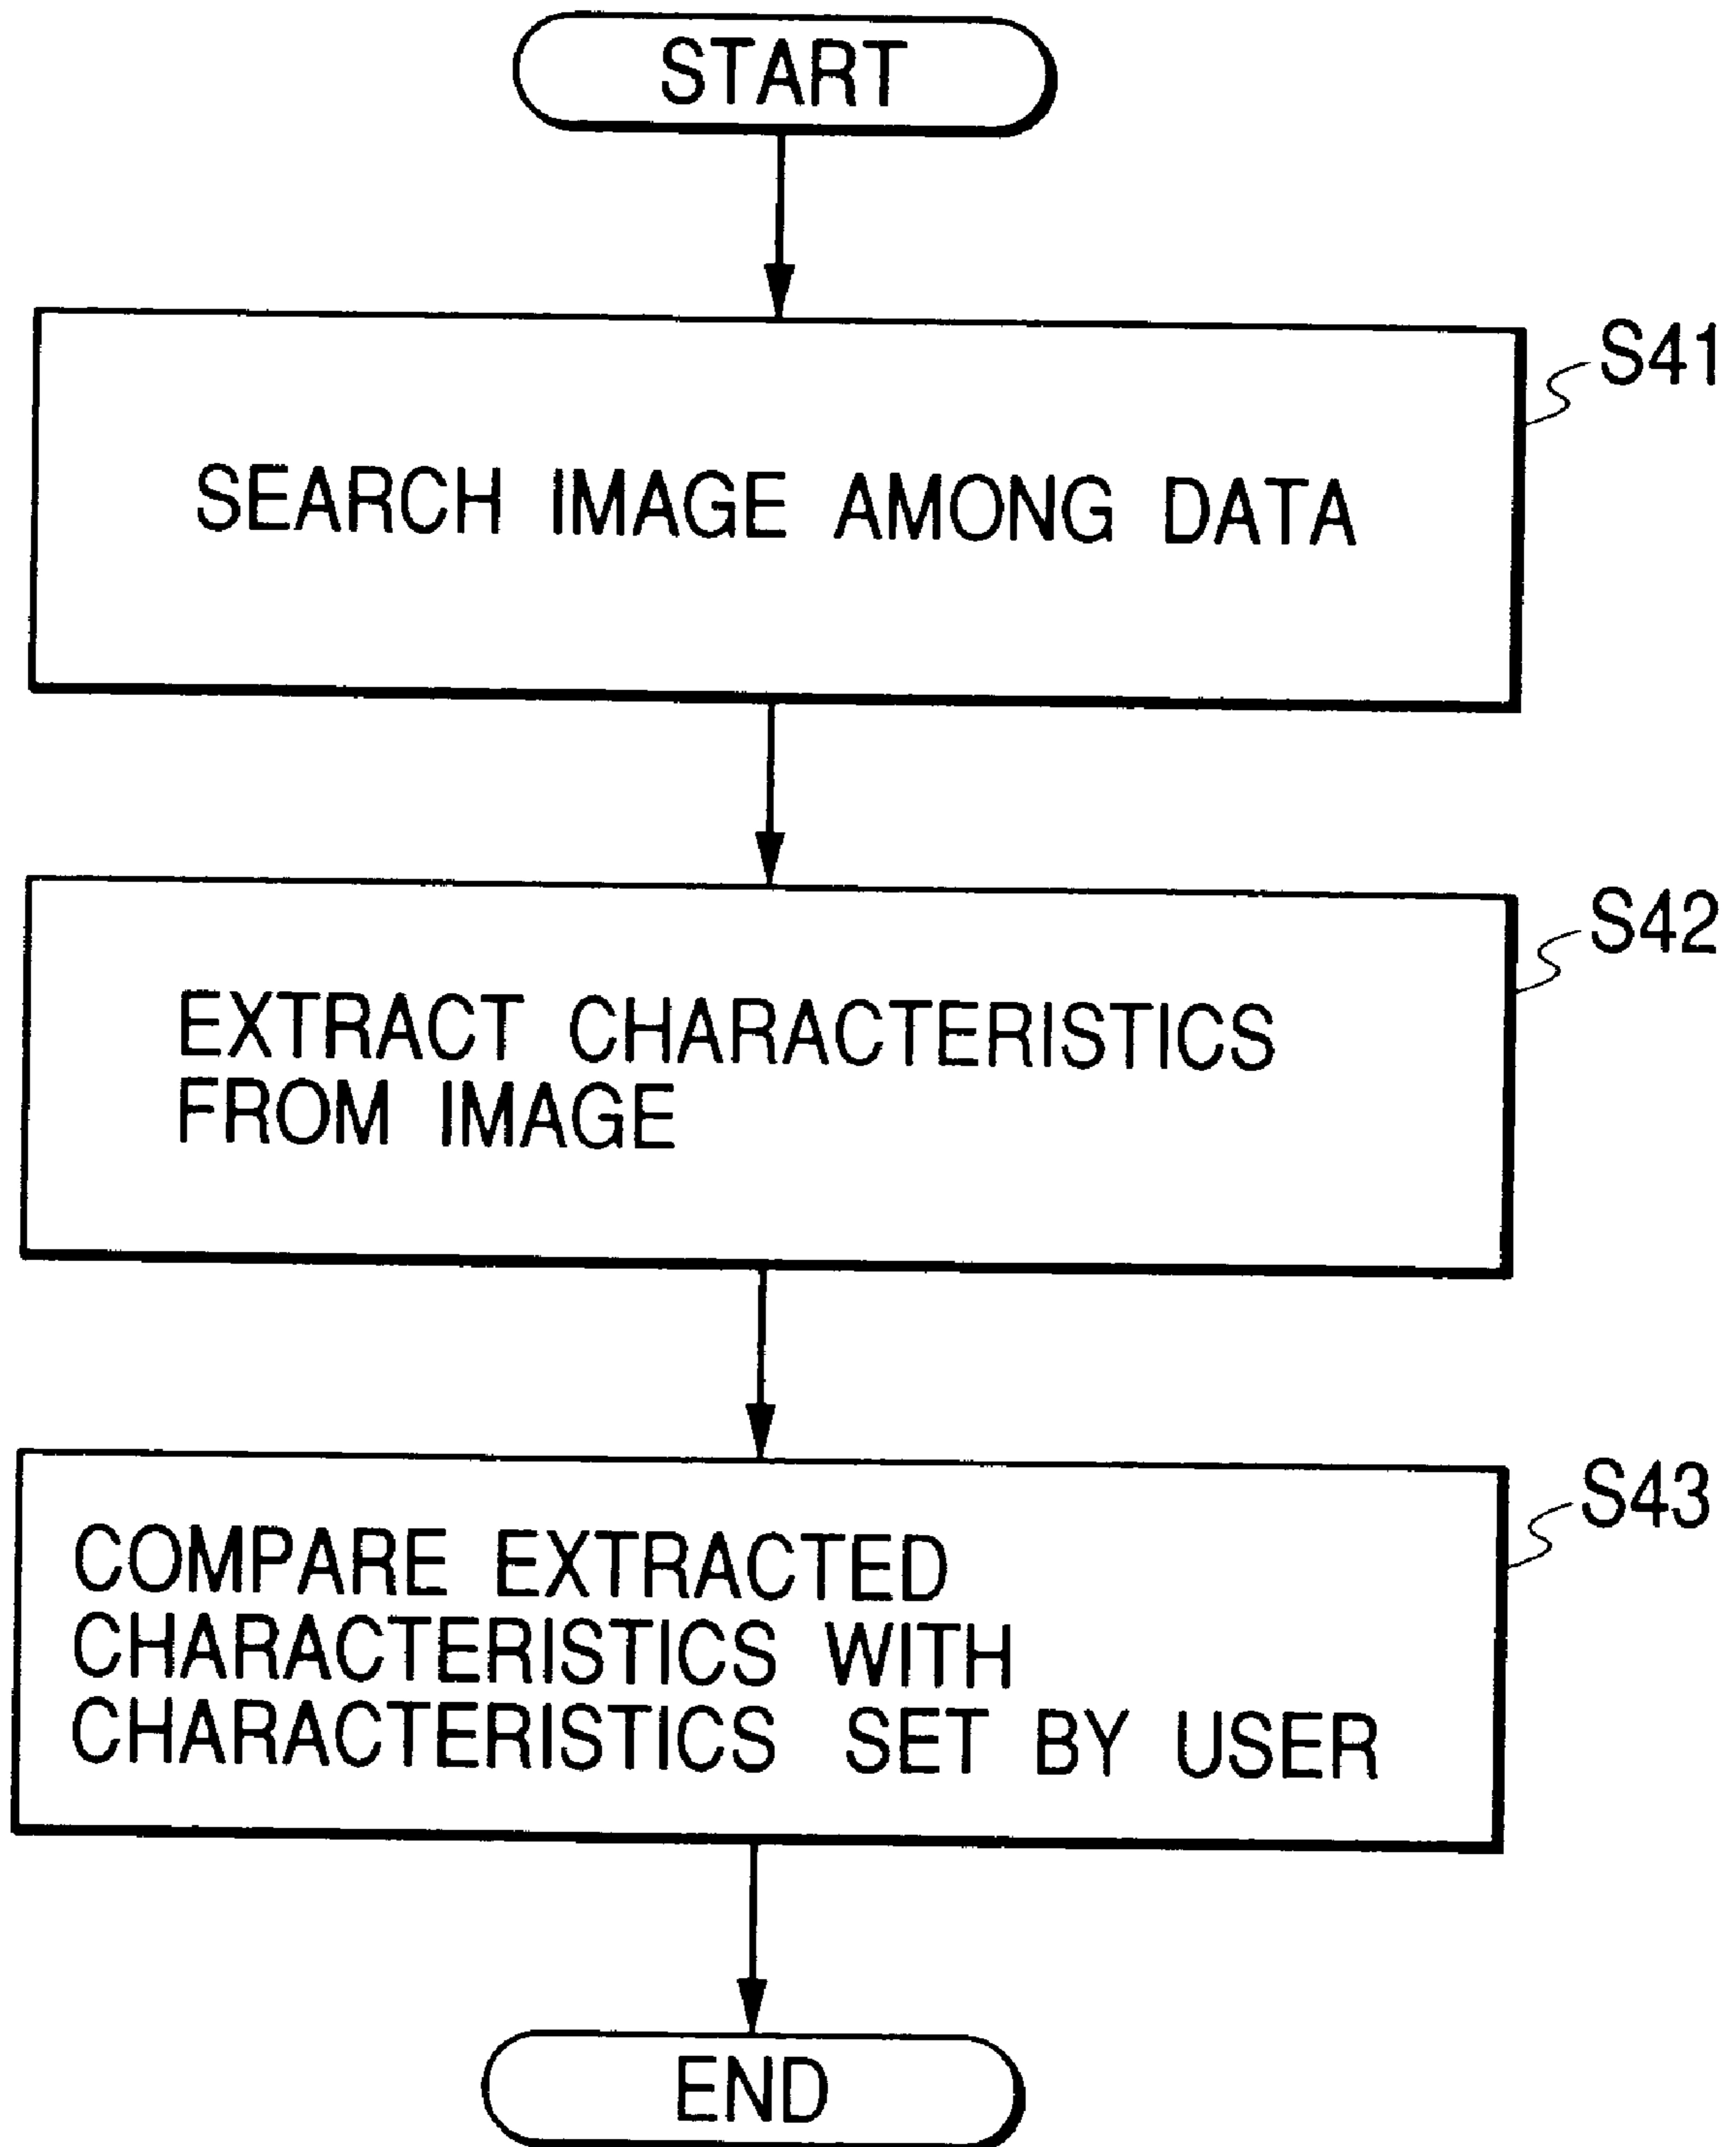 START
S41
SEARCH IMAGE AMONG DATA
S42
EXTRACT CHARACTERISTICS
FROM IMAGE
S43
COMPARE EXTRACTED
CHARACTERISTICS WITH
CHARACTERISTICS SET BY USER
END